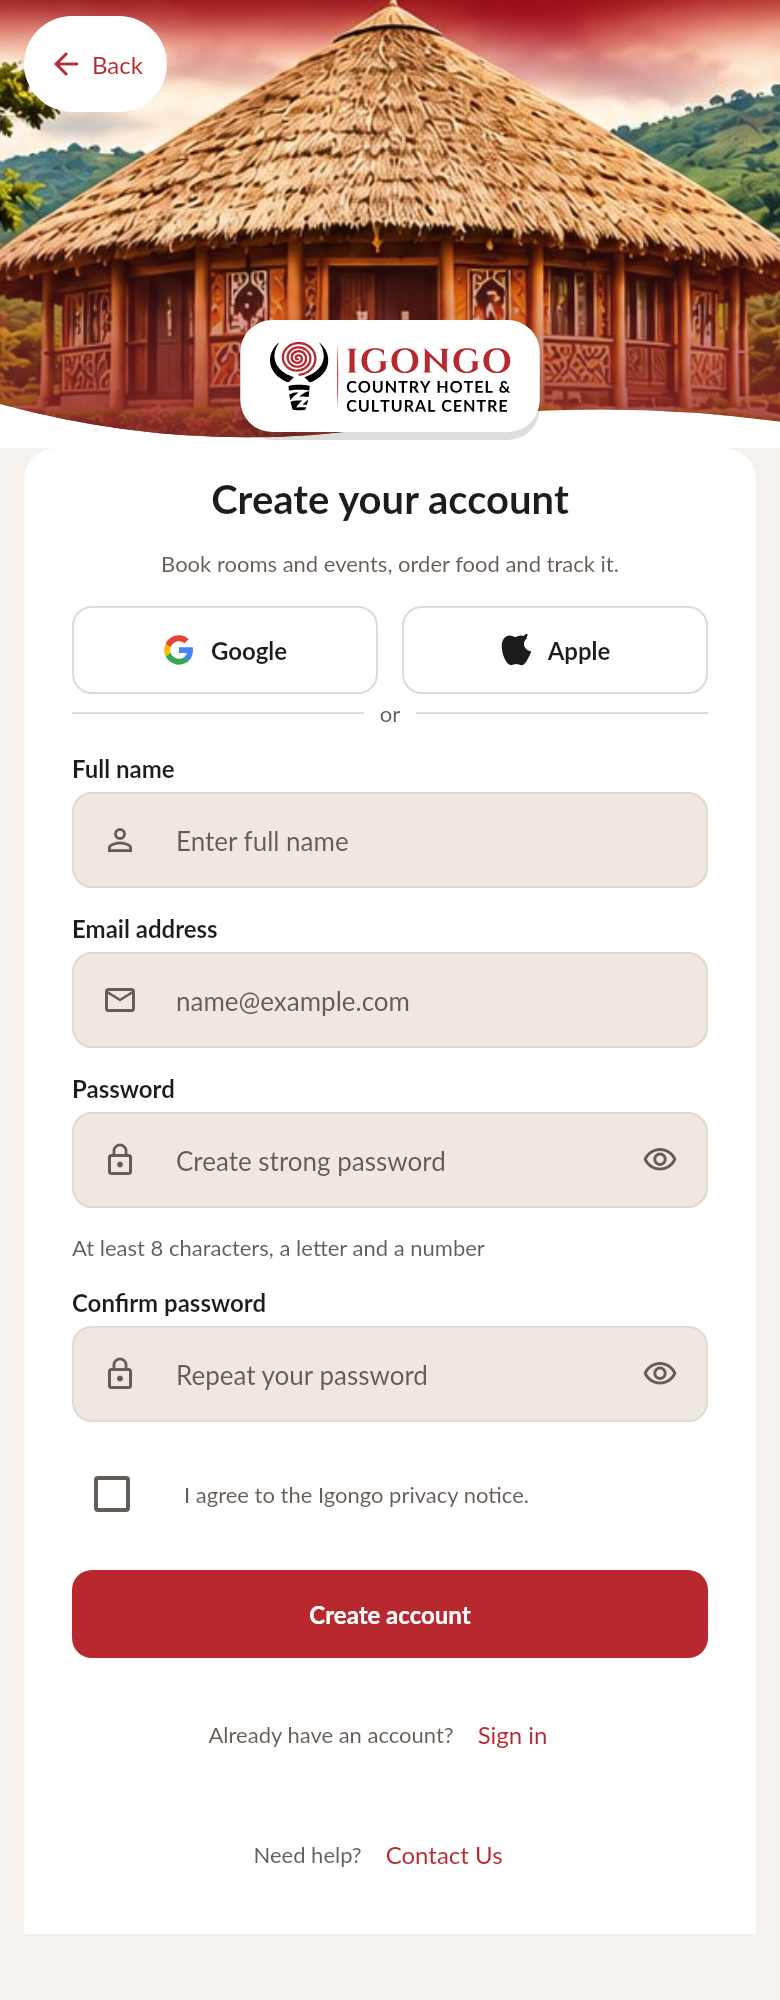 Back
IGONGO
COUNTRY HOTEL &
CULTURAL CENTRE
Create your account
Book rooms and events, order food and track it.
Google
Apple
or
Full name
Enter full name
Email address
name@example.com
Password
Create strong password
At least 8 characters, a letter and a number
Confirm password
Repeat your password
I agree to the Igongo privacy notice.
Create account
Already have an account? Sign in
Need help? Contact Us